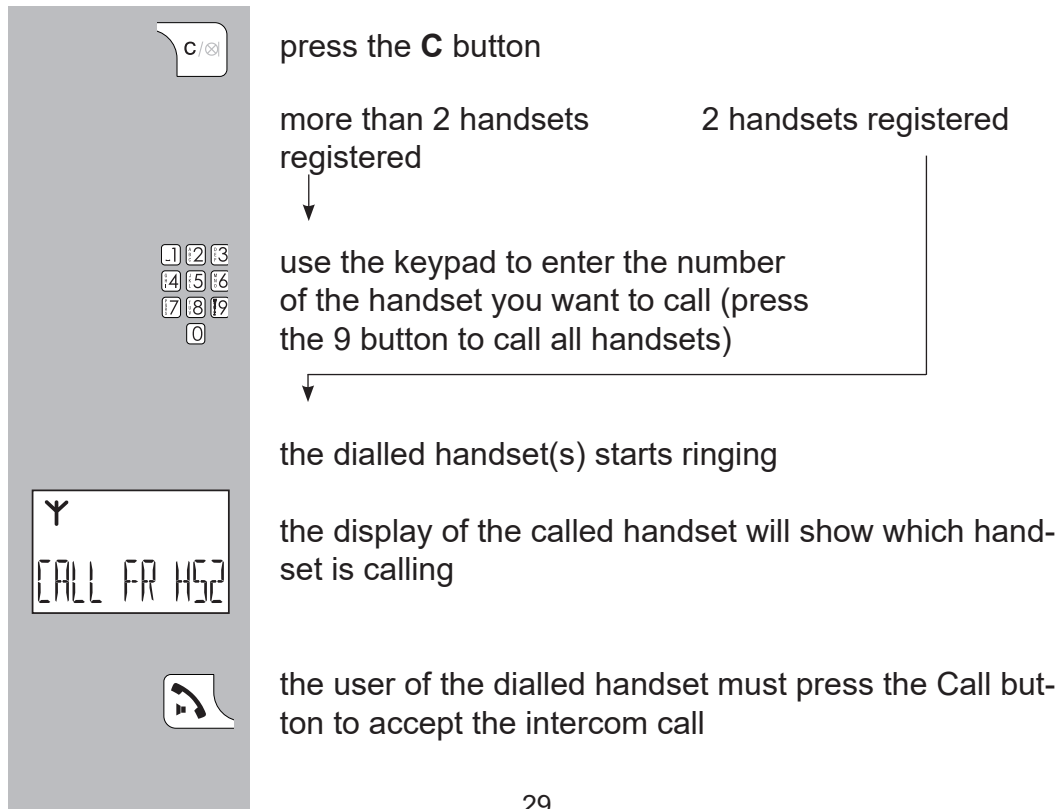 C/⊗ press the C button
more than 2 handsets 2 handsets registered
registered
1 2 3
4 5 6
7 8 9
0
use the keypad to enter the number
of the handset you want to call (press
the 9 button to call all handsets)
the dialled handset(s) starts ringing
the display of the called handset will show which hand-
set is calling
CALL FR HS2
the user of the dialled handset must press the Call but-
ton to accept the intercom call
29